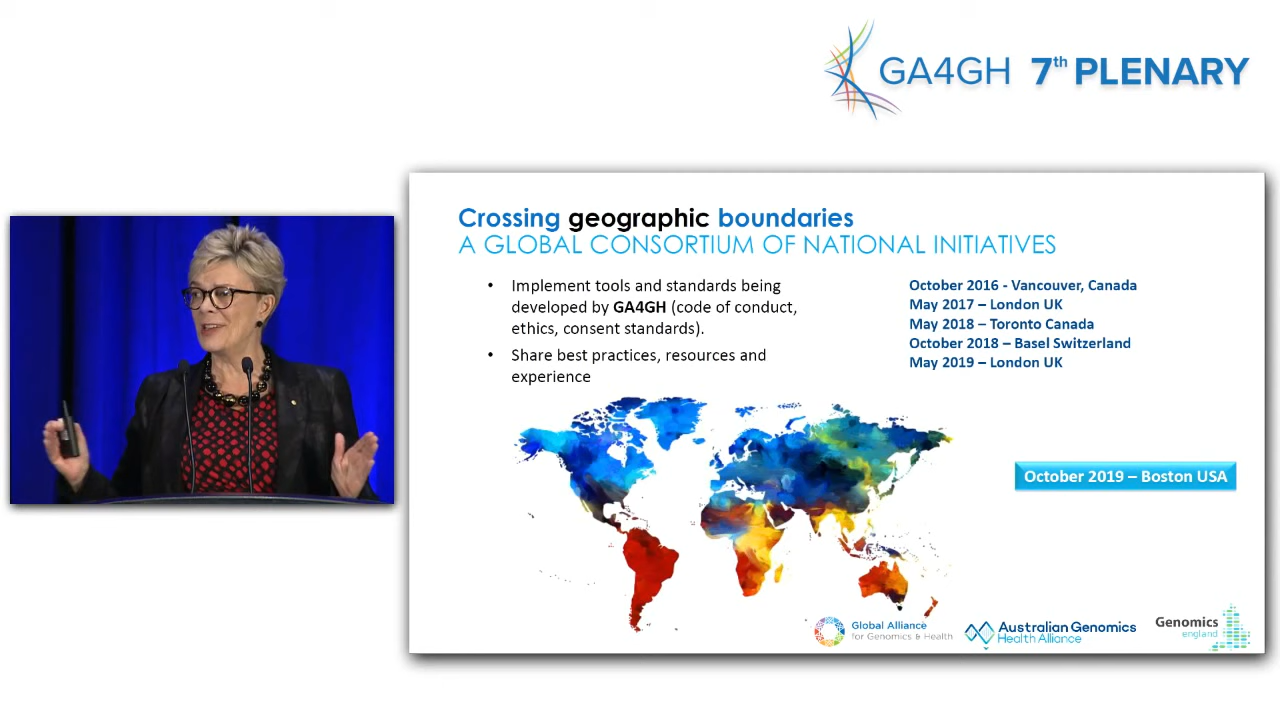 GA4GH 7th PLENARY
Crossing geographic boundaries
A GLOBAL CONSORTIUM OF NATIONAL INITIATIVES
• Implement tools and standards being
developed by GA4GH (code of conduct,
ethics, consent standards).
• Share best practices, resources and
experience
October 2016 - Vancouver, Canada
May 2017 – London UK
May 2018 – Toronto Canada
October 2018 – Basel Switzerland
May 2019 – London UK
October 2019 – Boston USA
Global Alliance
for Genomics & Health
Australian Genomics
Health Alliance
Genomics
england